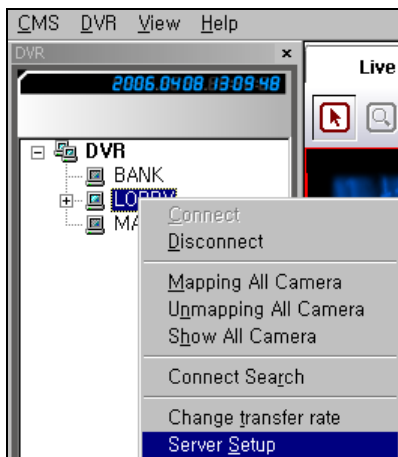 CMS DVR View Help
DVR
2006.04.08.13:09:48
Live
DVR
BANK
LOBBY
Connect
Disconnect
Mapping All Camera
Unmapping All Camera
Show All Camera
Connect Search
Change transfer rate
Server Setup